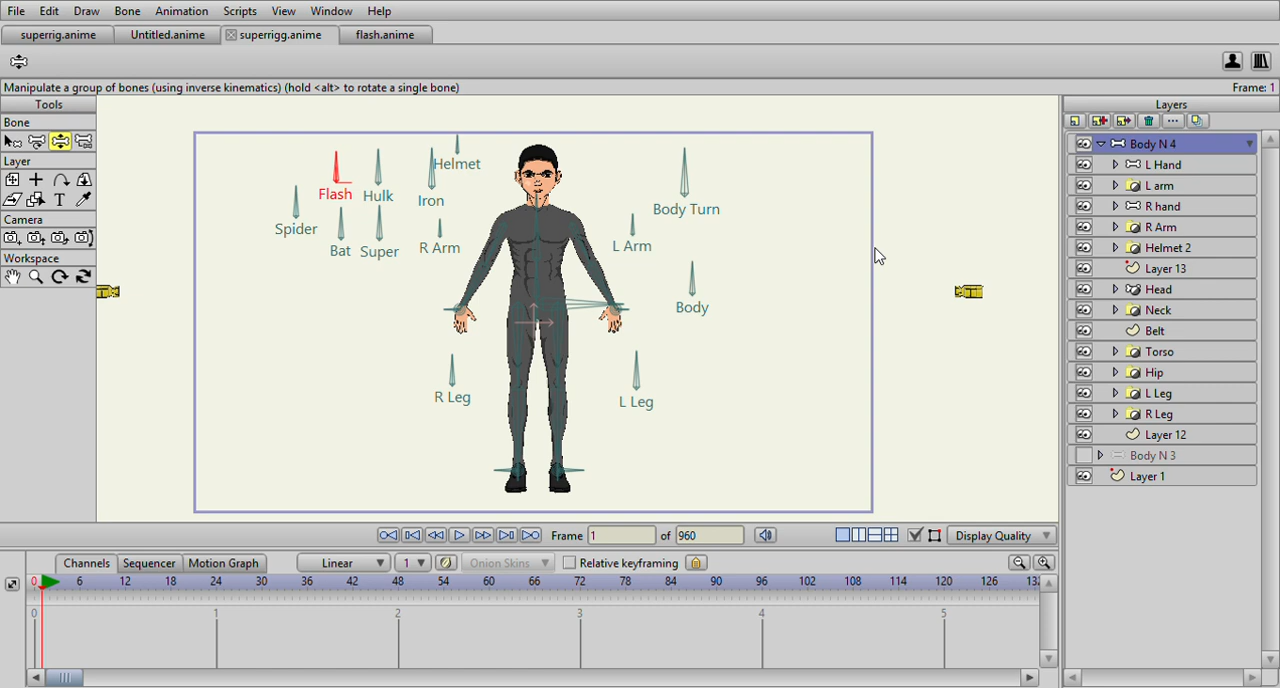 File Edit Draw Bone Animation Scripts View Window Help
superrig.anime Untitled.anime superrigg.anime flash.anime
Manipulate a group of bones (using inverse kinematics) (hold <alt> to rotate a single bone) Frame: 1
Tools
Bone
Layer
T
Camera
Workspace
Helmet
Flash Hulk Iron
Spider Bat Super R Arm L Arm Body Turn
Body
R Leg L Leg
Layers
Body N 4
L Hand
L arm
R hand
R Arm
Helmet 2
Layer 13
Head
Neck
Belt
Torso
Hip
L Leg
R Leg
Layer 12
Body N 3
Layer 1
Frame 1 of 960 Display Quality
Channels Sequencer Motion Graph Linear 1 Onion Skins Relative keyframing
0 6 12 18 24 30 36 42 48 54 60 66 72 78 84 90 96 102 108 114 120 126 132
0 1 2 3 4 5